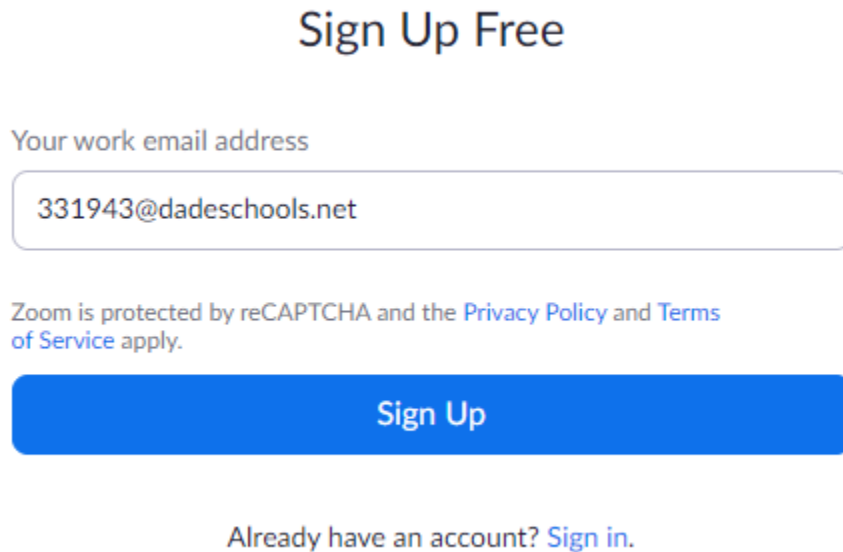 Sign Up Free
Your work email address
331943@dadeschools.net
Zoom is protected by reCAPTCHA and the Privacy Policy and Terms
of Service apply.
Sign Up
Already have an account? Sign in.